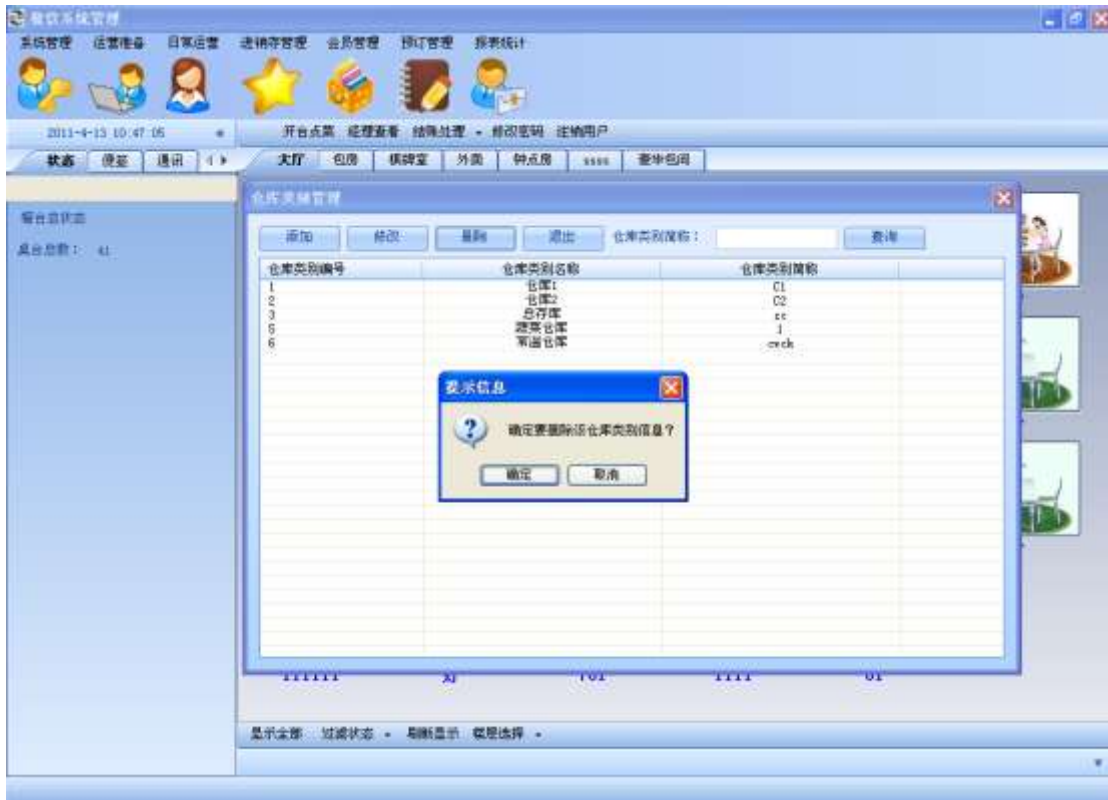 餐饮系统管理
系统管理 运营准备 日常运营 进销存管理 会员管理 预订管理 报表统计
2011-4-13 10:47:05
开台点菜 经理查看 结账处理 修改密码 注销用户
状态 便签 通讯
大厅 包房 棋牌室 外卖 钟点房 ssss 豪华包间
仓库类别管理
餐台总状态
桌台总数： 41
添加 修改 删除 退出 仓库类别简称： 查询
仓库类别编号 仓库类别名称 仓库类别简称
1 仓库1 C1
2 仓库2 C2
3 总存库 cc
5 蔬菜仓库 1
6 常温仓库 cwck
提示信息
确定要删除该仓库类别信息？
确定 取消
显示全部 过滤状态 刷新显示 楼层选择